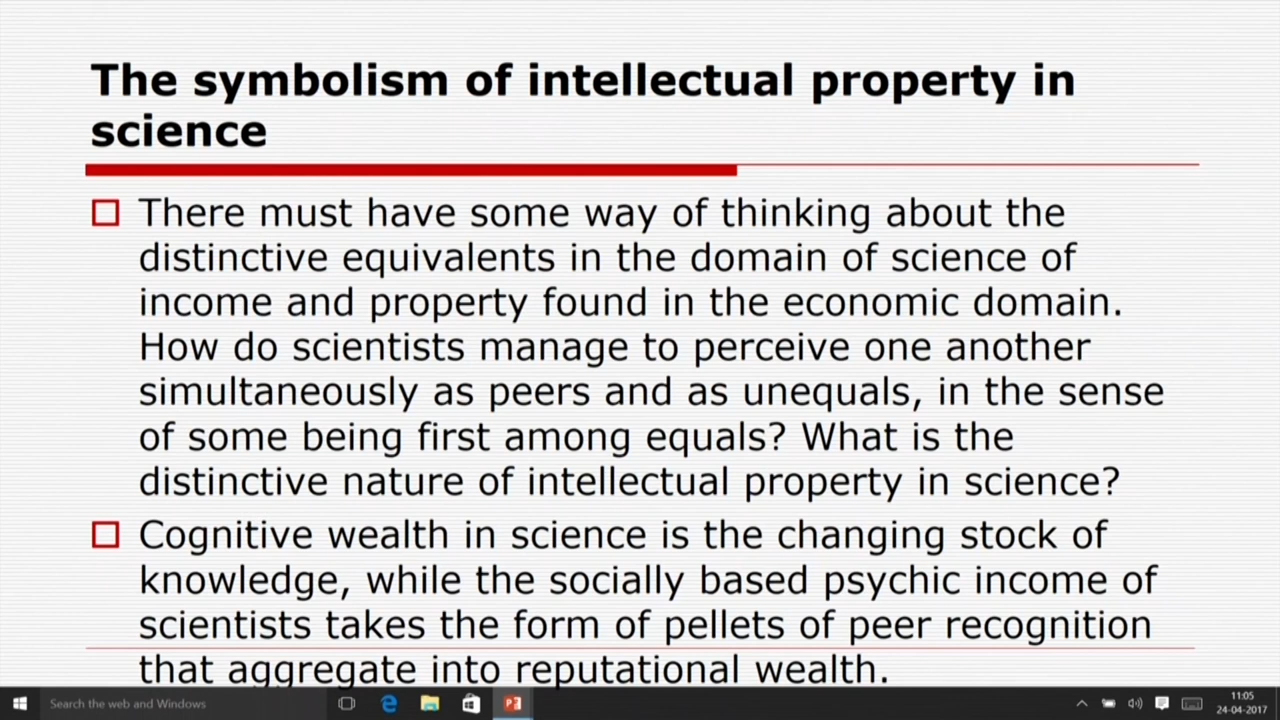 The symbolism of intellectual property in
science
There must have some way of thinking about the
distinctive equivalents in the domain of science of
income and property found in the economic domain.
How do scientists manage to perceive one another
simultaneously as peers and as unequals, in the sense
of some being first among equals? What is the
distinctive nature of intellectual property in science?
Cognitive wealth in science is the changing stock of
knowledge, while the socially based psychic income of
scientists takes the form of pellets of peer recognition
that aggregate into reputational wealth.
Search the web and Windows
11:05
24-04-2017